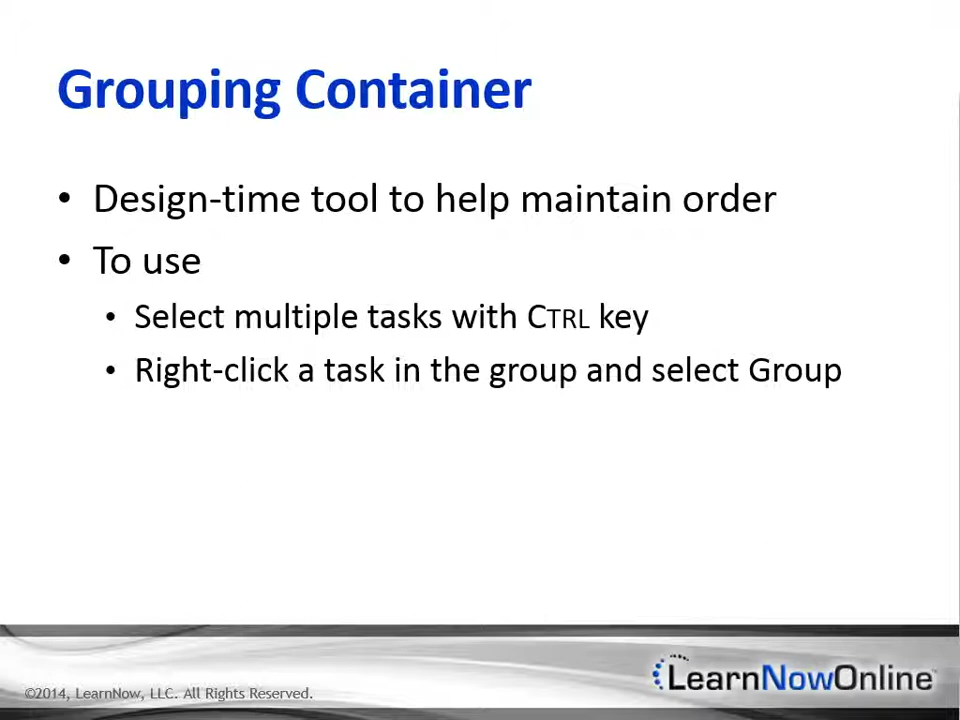 Grouping Container
• Design-time tool to help maintain order
• To use
• Select multiple tasks with CTRL key
• Right-click a task in the group and select Group
©2014, LearnNow, LLC. All Rights Reserved.
LearnNowOnline™